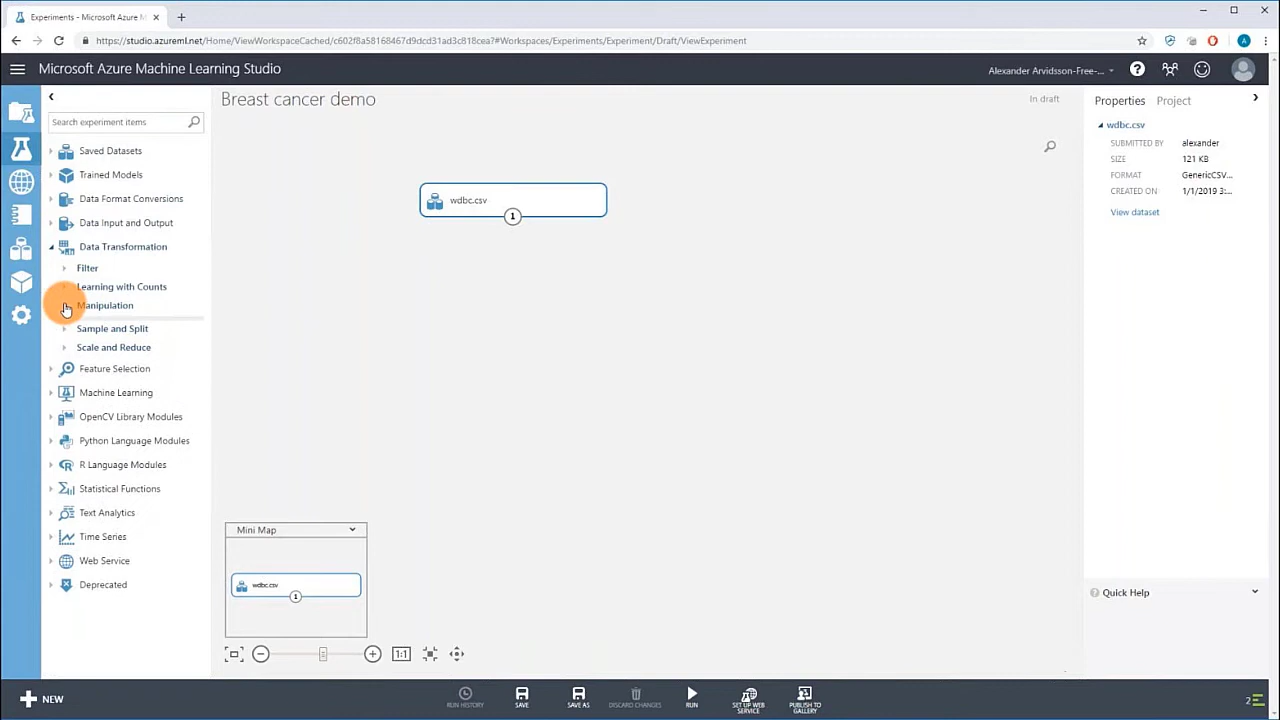 Experiments - Microsoft Azure M
https://studio.azureml.net/Home/ViewWorkspaceCached/c602f8a58168467d9dcd31ad3c818cea?#Workspaces/Experiments/Experiment/Draft/ViewExperiment
A
Microsoft Azure Machine Learning Studio
Alexander Arvidsson-Free-...
Search experiment items
Saved Datasets
Trained Models
Data Format Conversions
Data Input and Output
Data Transformation
Filter
Learning with Counts
Manipulation
Sample and Split
Scale and Reduce
Feature Selection
Machine Learning
OpenCV Library Modules
Python Language Modules
R Language Modules
Statistical Functions
Text Analytics
Time Series
Web Service
Deprecated
Breast cancer demo
In draft
wdbc.csv
1
Mini Map
wdbc.csv
1
1:1
Properties
Project
wdbc.csv
SUBMITTED BY alexander
SIZE 121 KB
FORMAT GenericCSV...
CREATED ON 1/1/2019 3:...
View dataset
Quick Help
NEW
RUN HISTORY
SAVE
SAVE AS
DISCARD CHANGES
RUN
SET UP WEB
SERVICE
PUBLISH TO
GALLERY
2